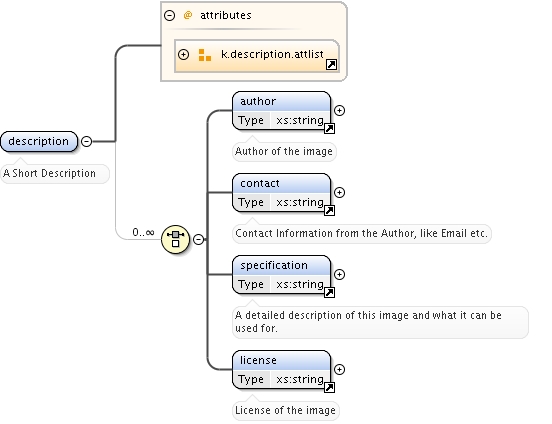 @ attributes
k.description.attlist
description
A Short Description
0..∞
author
Type xs:string
Author of the image
contact
Type xs:string
Contact Information from the Author, like Email etc.
specification
Type xs:string
A detailed description of this image and what it can be
used for.
license
Type xs:string
License of the image